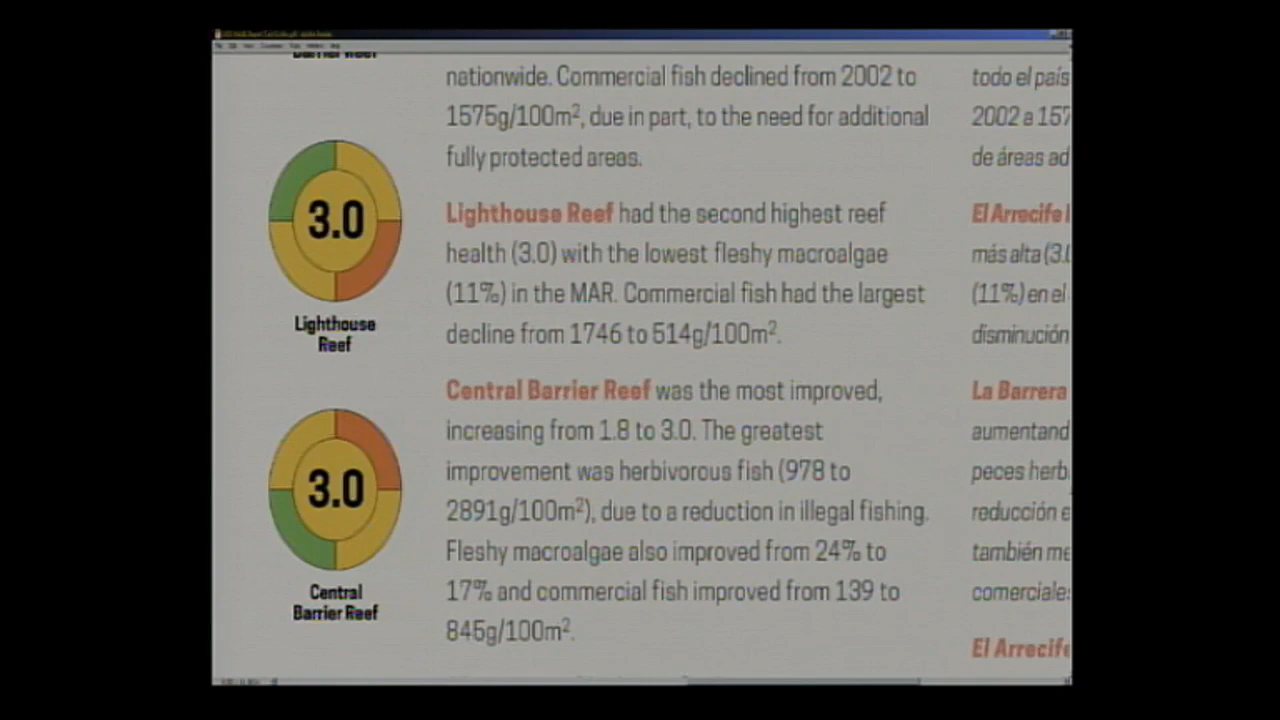 nationwide. Commercial fish declined from 2002 to
1575g/100m², due in part, to the need for additional
fully protected areas.
3.0
Lighthouse
Reef
Lighthouse Reef had the second highest reef
health (3.0) with the lowest fleshy macroalgae
(11%) in the MAR. Commercial fish had the largest
decline from 1746 to 514g/100m².
3.0
Central
Barrier Reef
Central Barrier Reef was the most improved,
increasing from 1.8 to 3.0. The greatest
improvement was herbivorous fish (978 to
2891g/100m²), due to a reduction in illegal fishing.
Fleshy macroalgae also improved from 24% to
17% and commercial fish improved from 139 to
845g/100m².
todo el país
2002 a 157
de áreas ad
El Arrecife
más alta (3.0
(11%) en el
disminución
La Barrera
aumentand
peces herb
reducción e
también me
comerciales
El Arrecife